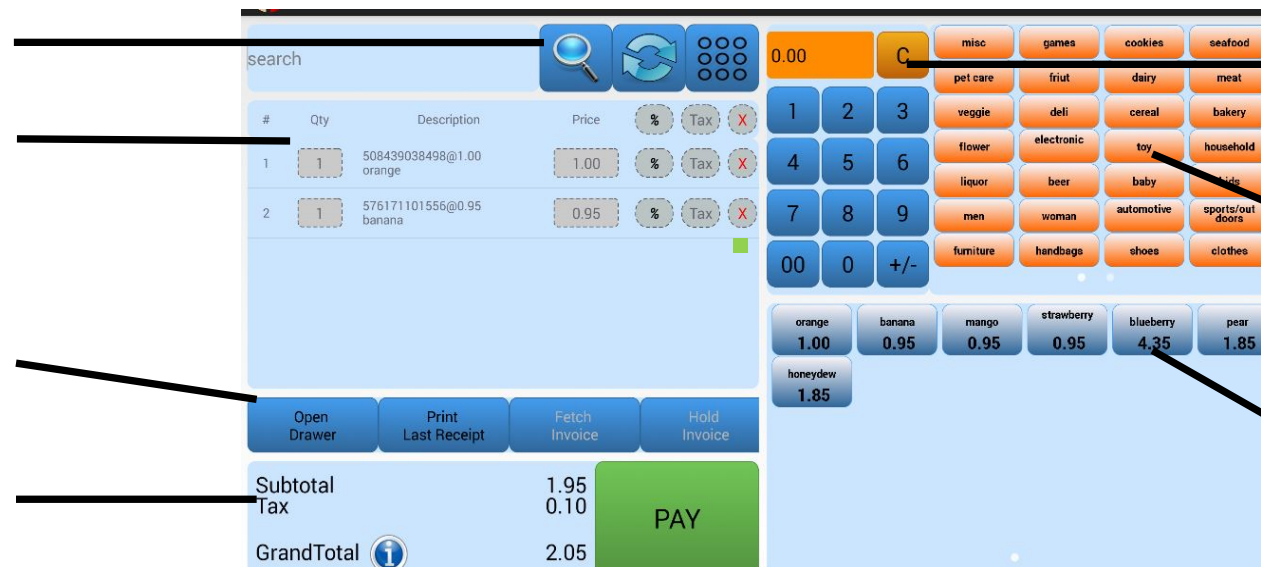 search
000
000
000
0.00
C
# Qty Description Price % Tax X
1 1 508439038498@1.00 1.00 % Tax X
orange
2 1 576171101556@0.95 0.95 % Tax X
banana
Open Drawer
Print Last Receipt
Fetch Invoice
Hold Invoice
Subtotal 1.95
Tax 0.10
GrandTotal i 2.05
PAY
1 2 3
4 5 6
7 8 9
00 0 +/-
misc games cookies seafood
pet care friut dairy meat
veggie deli cereal bakery
flower electronic toy household
liquor beer baby
men woman automotive sports/out doors
furniture handbags shoes clothes
orange banana mango strawberry blueberry pear
1.00 0.95 0.95 0.95 4.35 1.85
honeydew
1.85